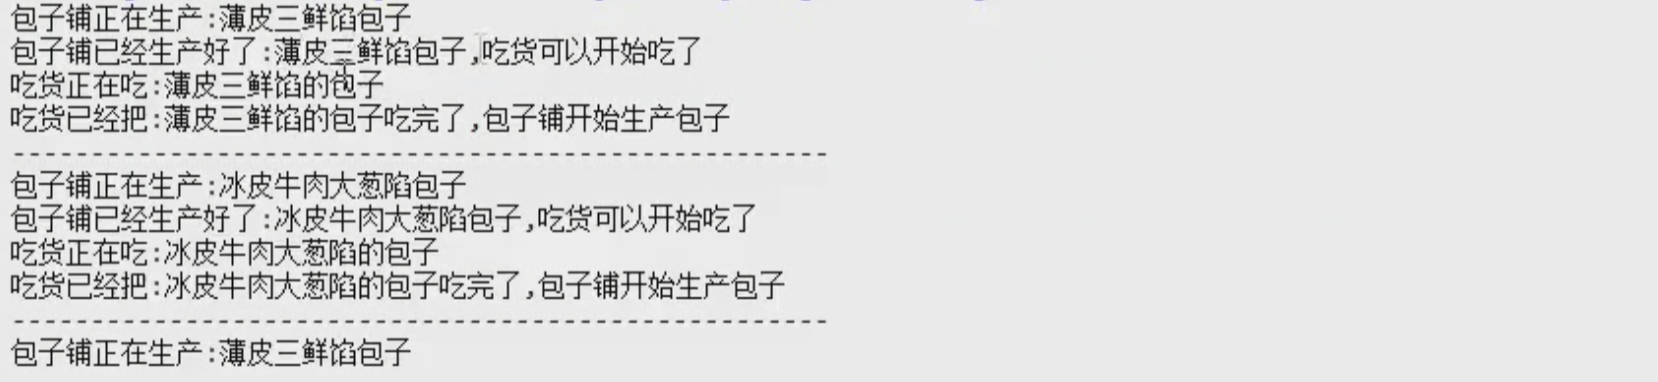 包子铺正在生产:薄皮三鲜馅包子
包子铺已经生产好了:薄皮三鲜馅包子,吃货可以开始吃了
吃货正在吃:薄皮三鲜馅的包子
吃货已经把:薄皮三鲜馅的包子吃完了,包子铺开始生产包子
--------------------------------------------------
包子铺正在生产:冰皮牛肉大葱陷包子
包子铺已经生产好了:冰皮牛肉大葱陷包子,吃货可以开始吃了
吃货正在吃:冰皮牛肉大葱陷的包子
吃货已经把:冰皮牛肉大葱陷的包子吃完了,包子铺开始生产包子
--------------------------------------------------
包子铺正在生产:薄皮三鲜馅包子